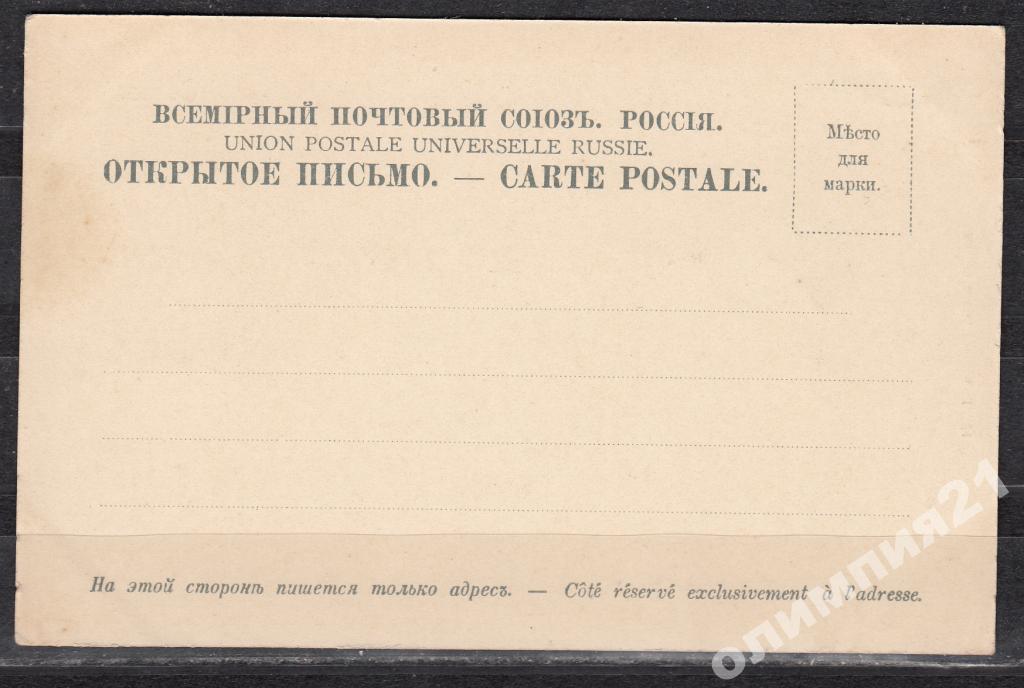 ВСЕМІРНЫЙ ПОЧТОВЫЙ СОЮЗЪ. РОССІЯ.
UNION POSTALE UNIVERSELLE RUSSIE.
ОТКРЫТОЕ ПИСЬМО. — CARTE POSTALE.
Мѣсто
для
марки.
На этой сторонѣ пишется только адресъ. — Côté réservé exclusivement à l'adresse.
олимпия21